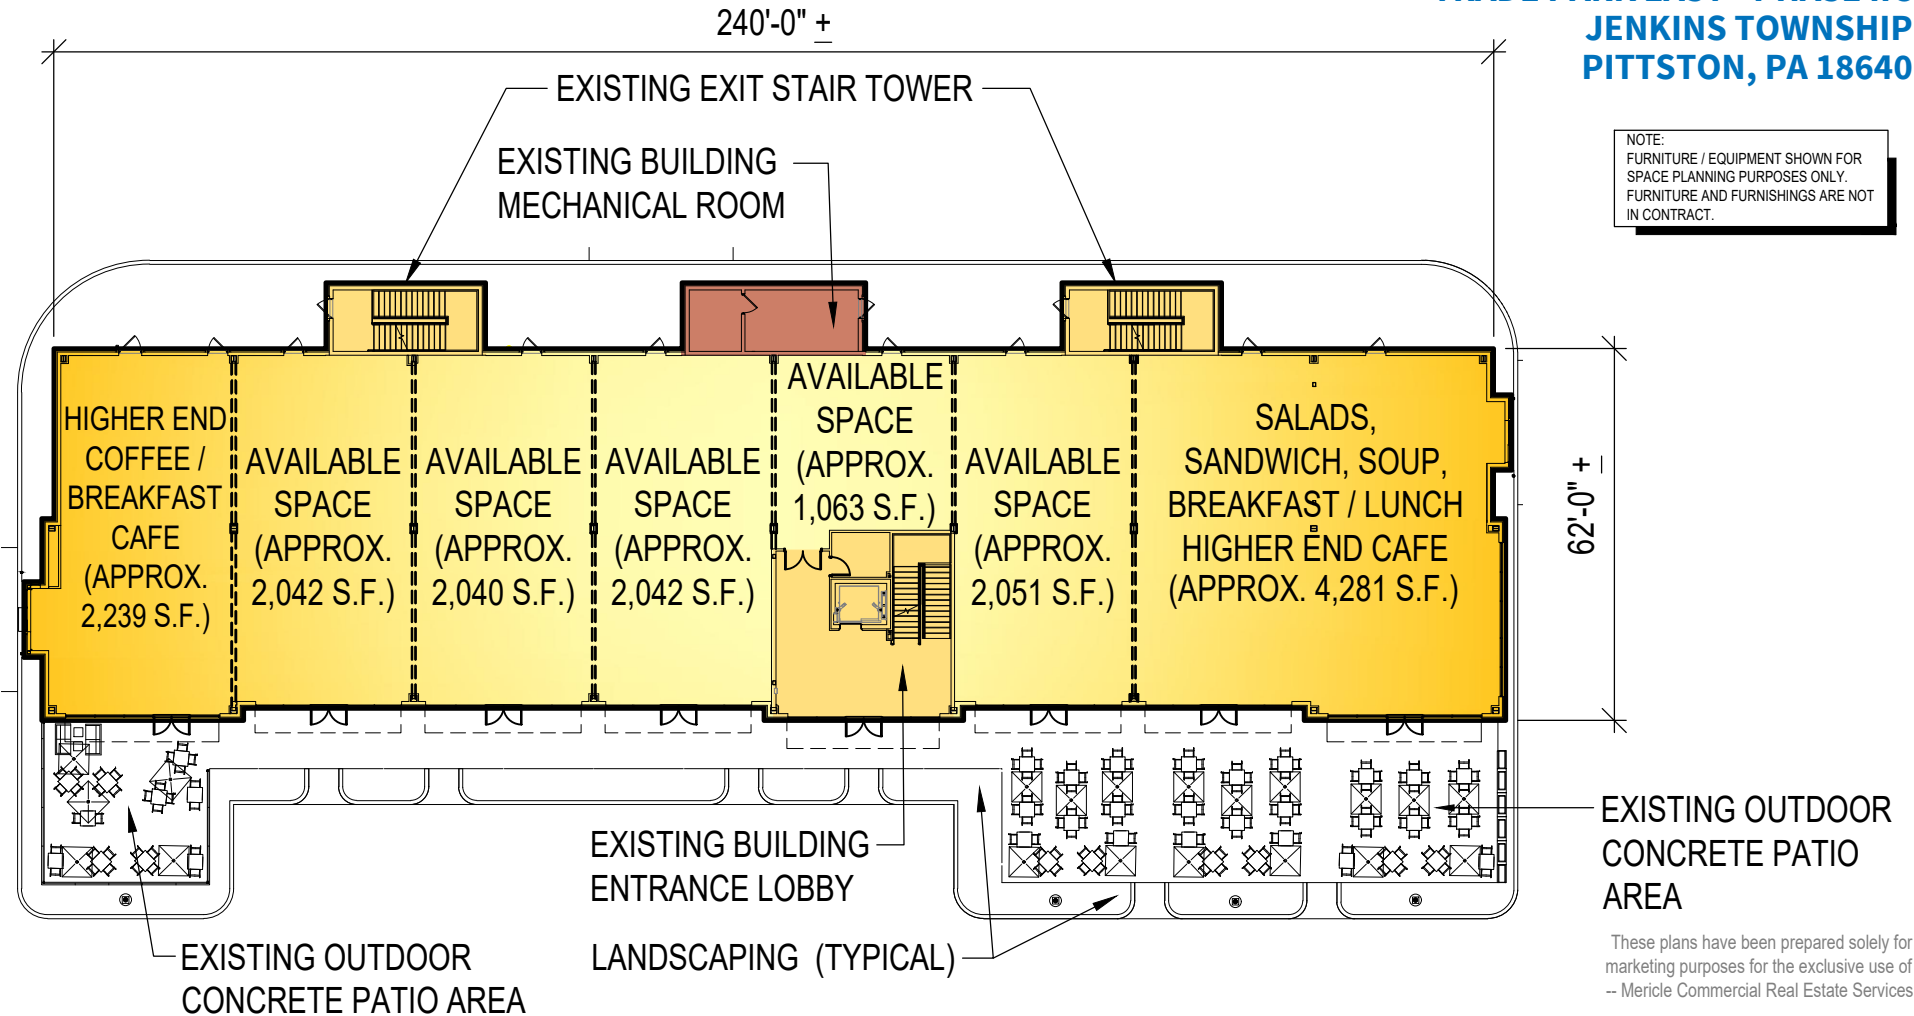 240'-0" +
JENKINS TOWNSHIP
PITTSTON, PA 18640
EXISTING EXIT STAIR TOWER
EXISTING BUILDING
MECHANICAL ROOM
NOTE:
FURNITURE / EQUIPMENT SHOWN FOR
SPACE PLANNING PURPOSES ONLY.
FURNITURE AND FURNISHINGS ARE NOT
IN CONTRACT.
HIGHER END
COFFEE /
BREAKFAST
CAFE
(APPROX.
2,239 S.F.)
AVAILABLE
SPACE
(APPROX.
2,042 S.F.)
AVAILABLE
SPACE
(APPROX.
2,040 S.F.)
AVAILABLE
SPACE
(APPROX.
2,042 S.F.)
AVAILABLE
SPACE
(APPROX.
1,063 S.F.)
AVAILABLE
SPACE
(APPROX.
2,051 S.F.)
SALADS,
SANDWICH, SOUP,
BREAKFAST / LUNCH
HIGHER END CAFE
(APPROX. 4,281 S.F.)
62'-0" +
EXISTING BUILDING
ENTRANCE LOBBY
LANDSCAPING (TYPICAL)
EXISTING OUTDOOR
CONCRETE PATIO AREA
EXISTING OUTDOOR
CONCRETE PATIO
AREA
These plans have been prepared solely for
marketing purposes for the exclusive use of
-- Mericle Commercial Real Estate Services